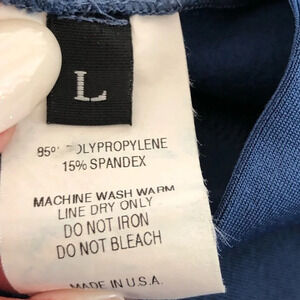 L
85% POLYPROPYLENE
15% SPANDEX
MACHINE WASH WARM
LINE DRY ONLY
DO NOT IRON
DO NOT BLEACH
MADE IN U.S.A.